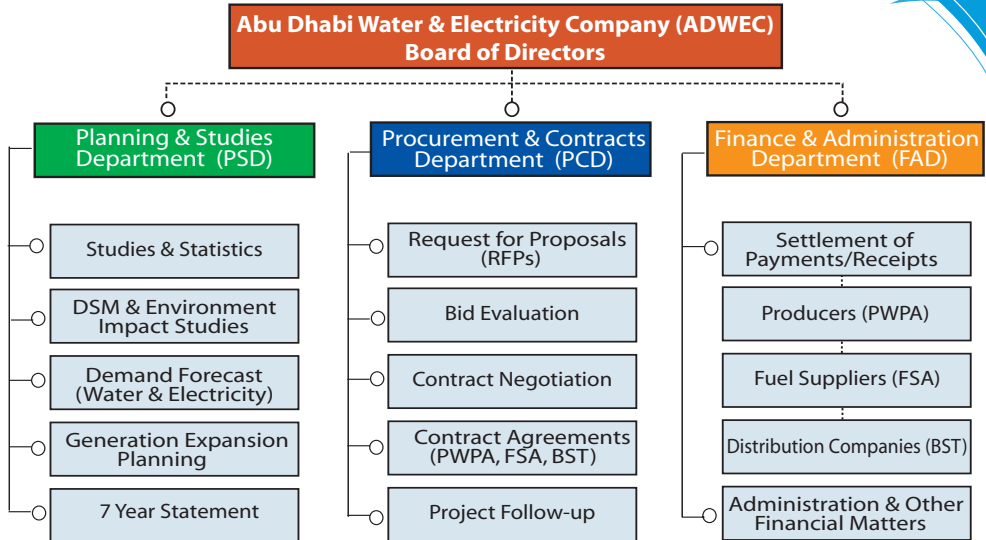 Abu Dhabi Water & Electricity Company (ADWEC)
Board of Directors
Planning & Studies
Department (PSD)
Studies & Statistics
DSM & Environment
Impact Studies
Demand Forecast
(Water & Electricity)
Generation Expansion
Planning
7 Year Statement
Procurement & Contracts
Department (PCD)
Request for Proposals
(RFPs)
Bid Evaluation
Contract Negotiation
Contract Agreements
(PWPA, FSA, BST)
Project Follow-up
Finance & Administration
Department (FAD)
Settlement of
Payments/Receipts
Producers (PWPA)
Fuel Suppliers (FSA)
Distribution Companies (BST)
Administration & Other
Financial Matters